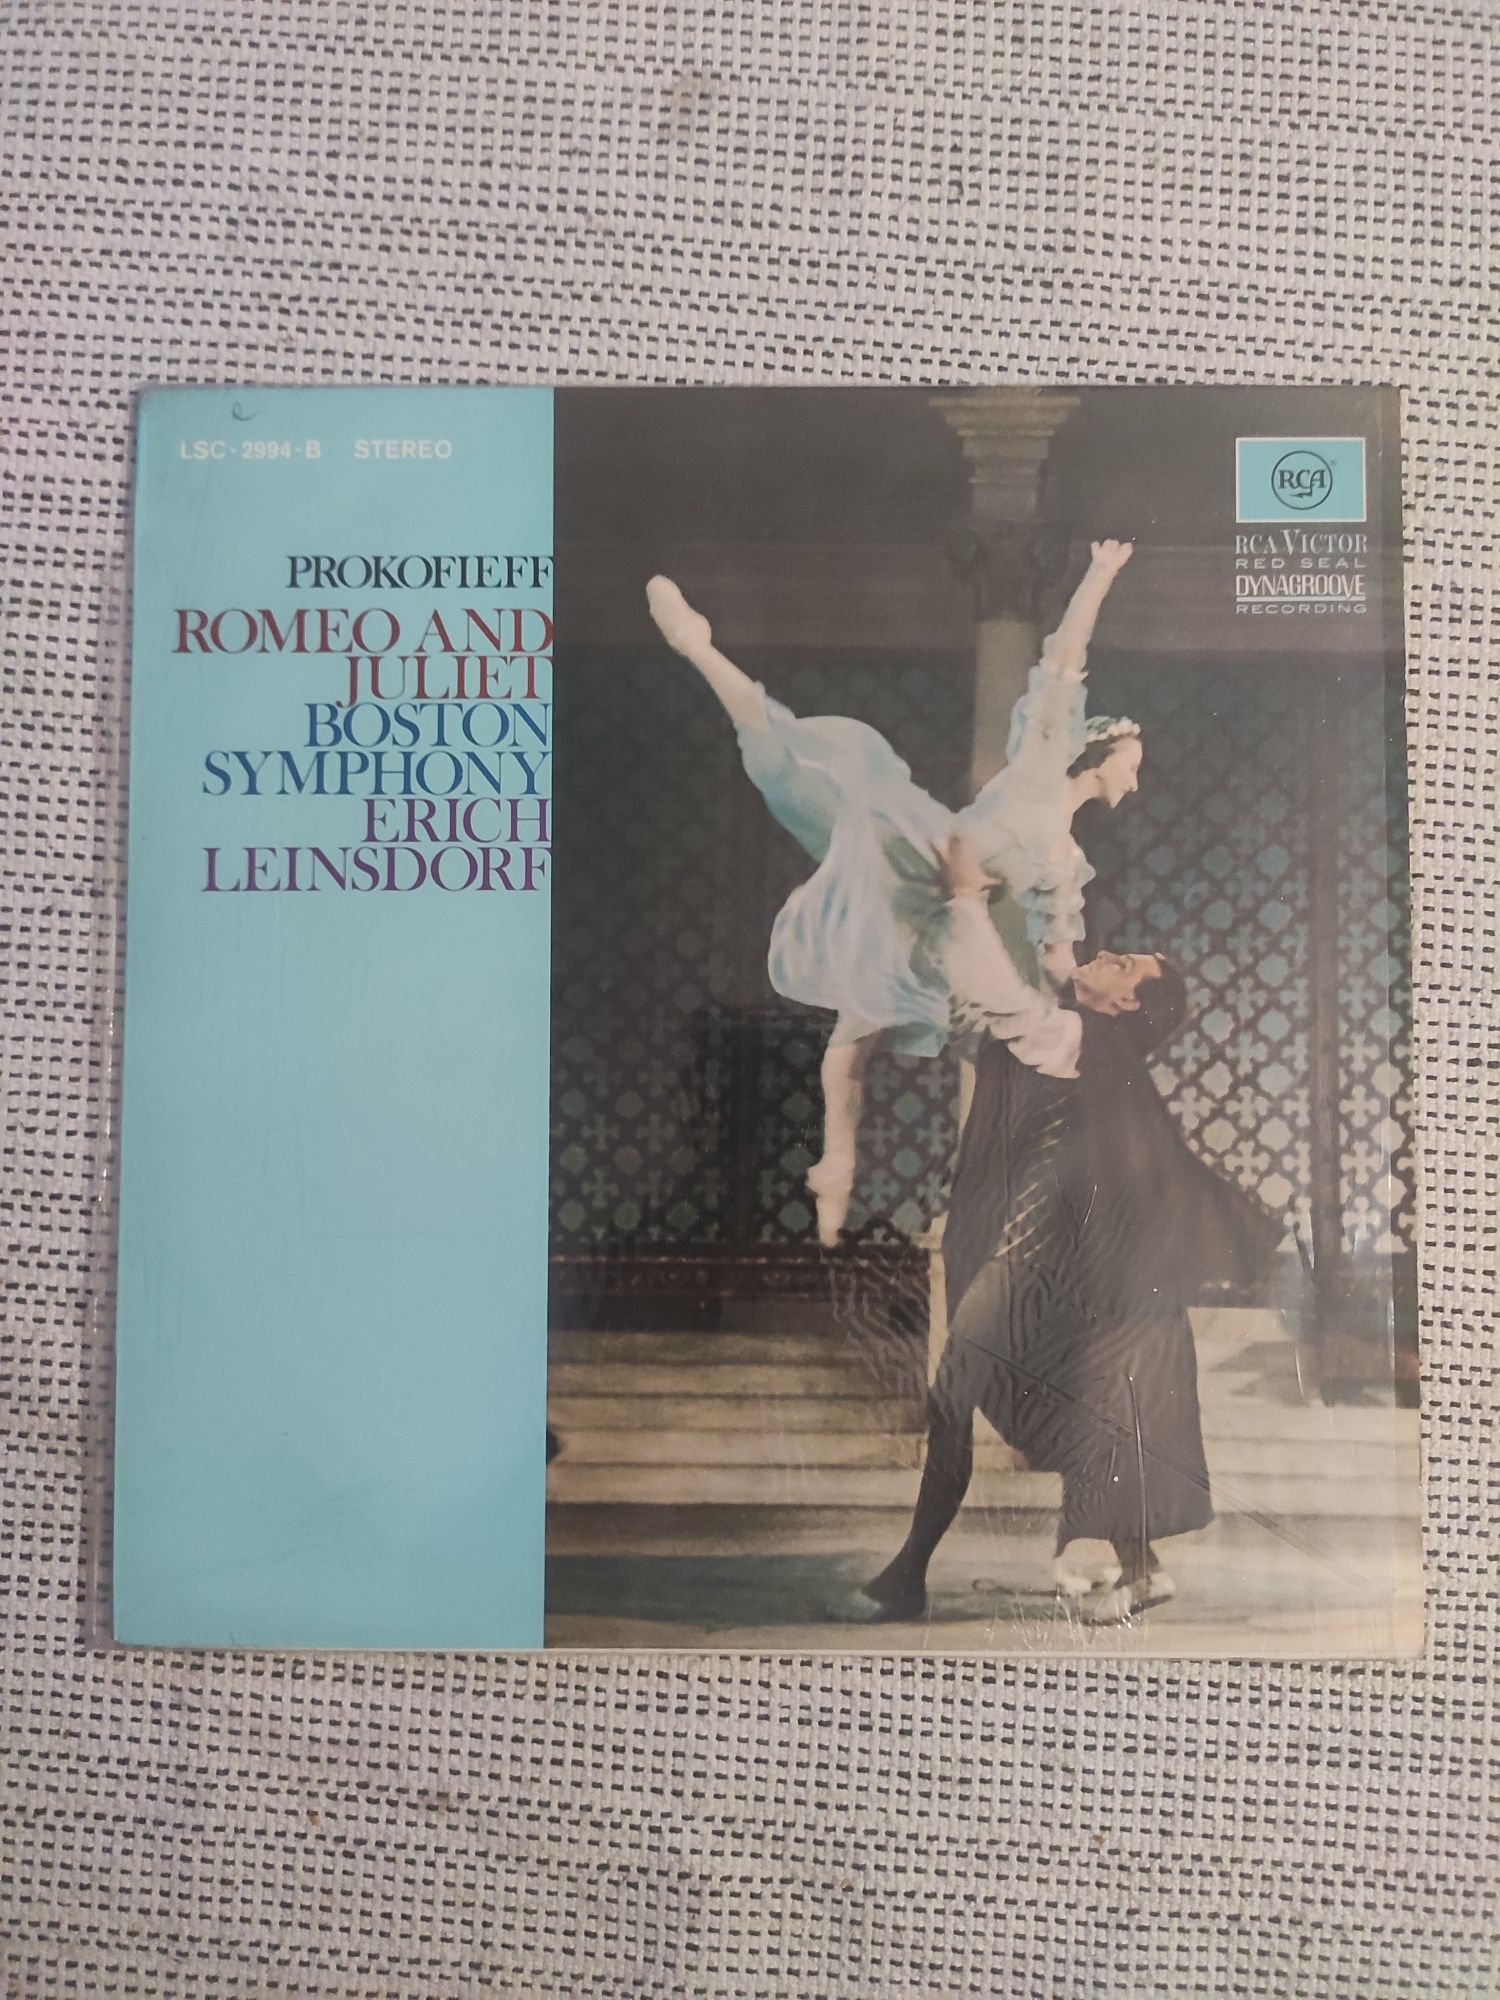 e
LSC-2994-B STEREO
PROKOFIEFF
ROMEO AND
JULIET
BOSTON
SYMPHONY
ERICH
LEINSDORF
RCA
RCA VICTOR
RED SEAL
DYNAGROOVE
RECORDING